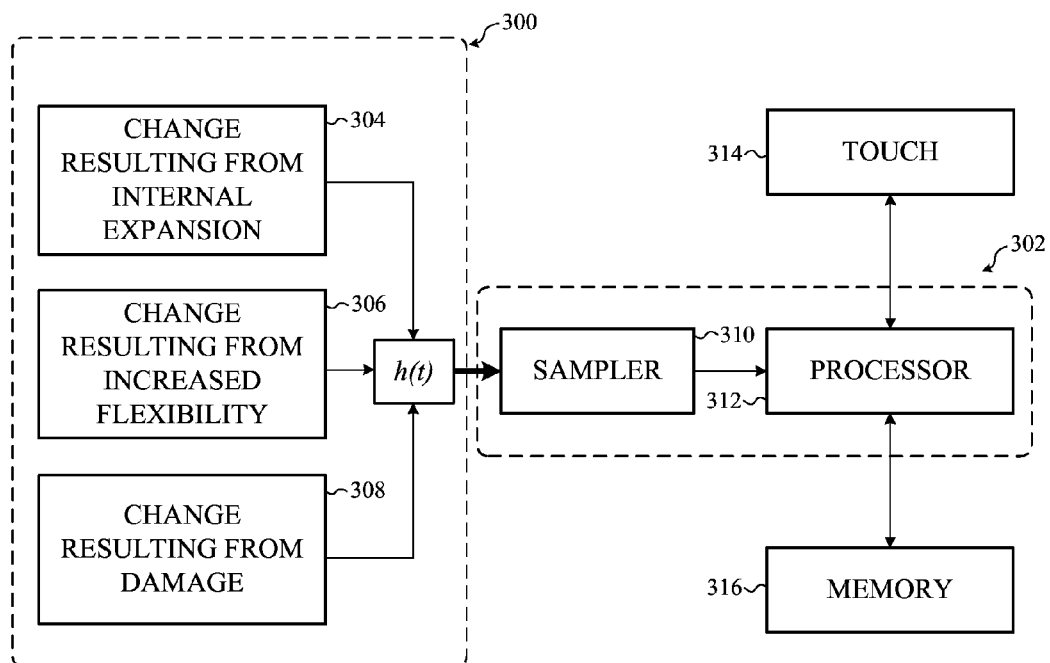 300
304
CHANGE
RESULTING FROM
INTERNAL
EXPANSION
306
CHANGE
RESULTING FROM
INCREASED
FLEXIBILITY
308
CHANGE
RESULTING FROM
DAMAGE
h(t)
302
310
SAMPLER
312
PROCESSOR
314
TOUCH
316
MEMORY